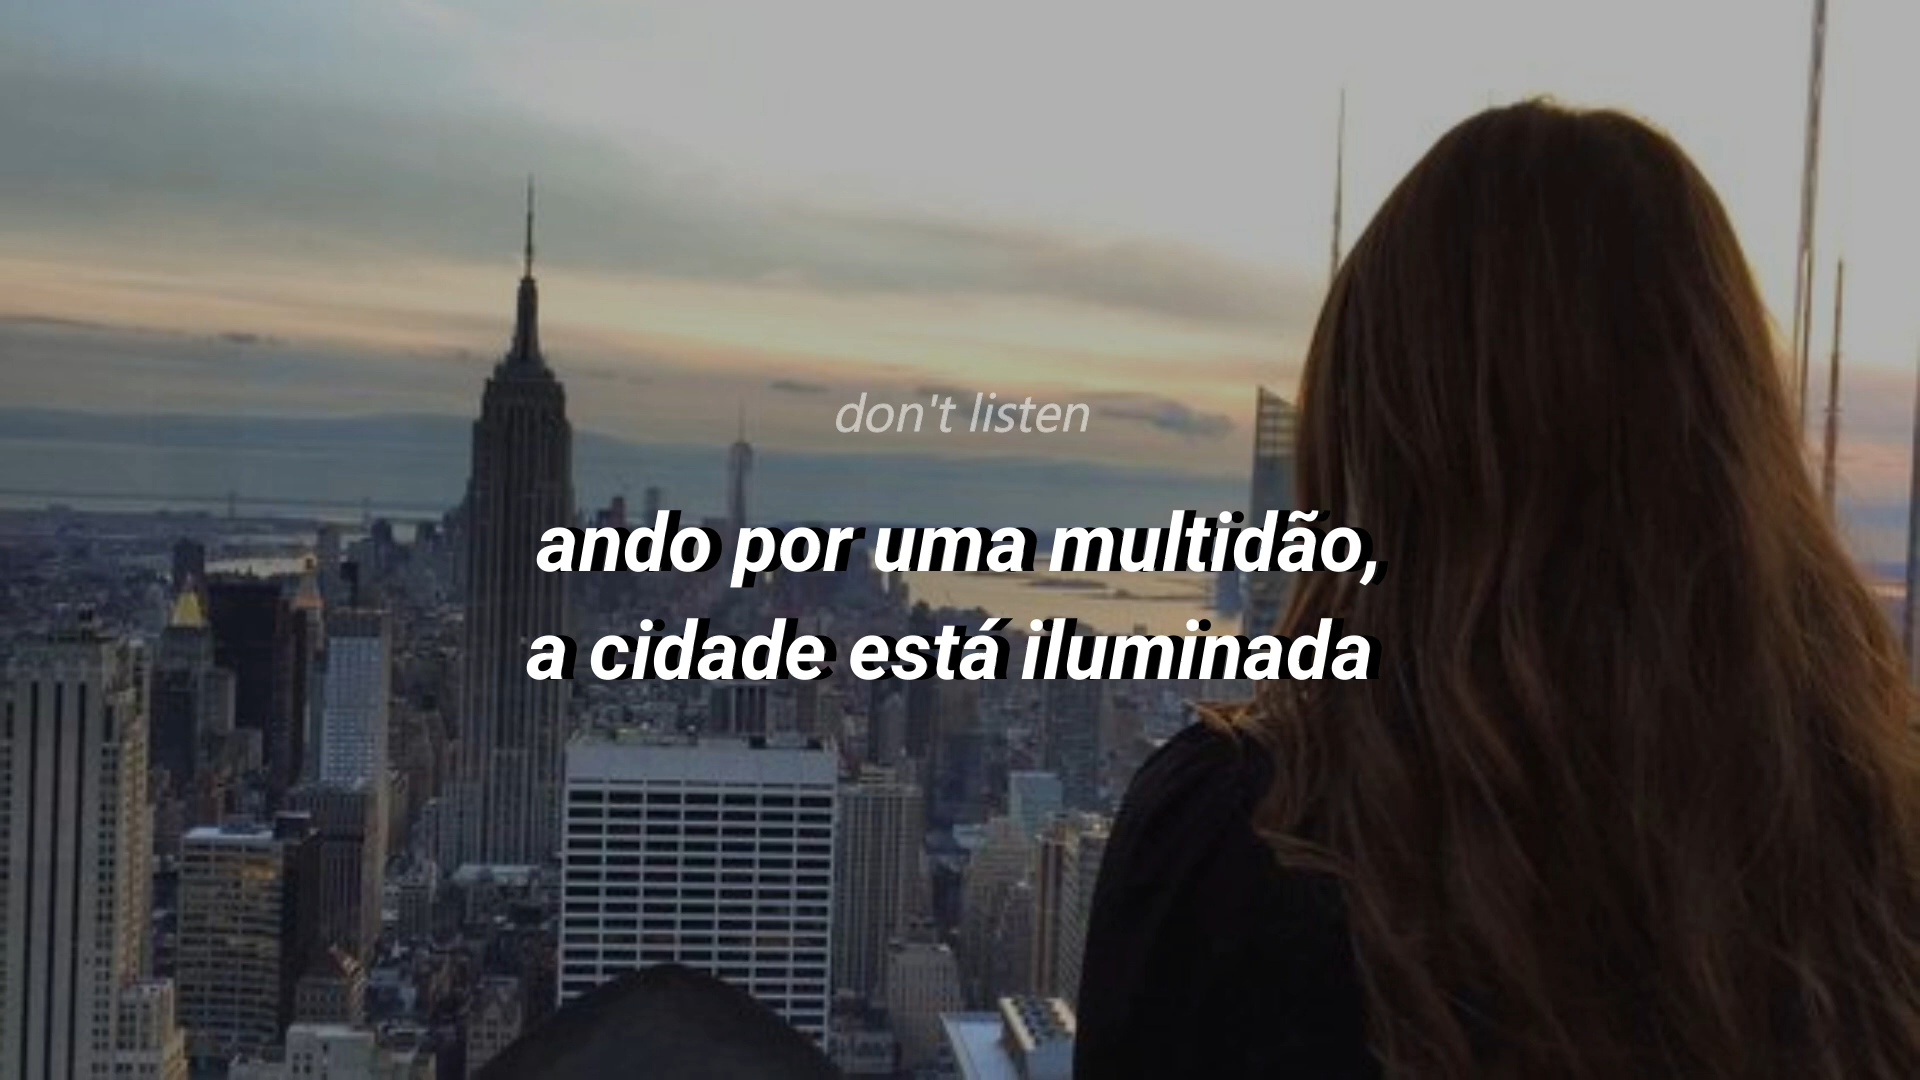 don't listen
ando por uma multidão,
a cidade está iluminada